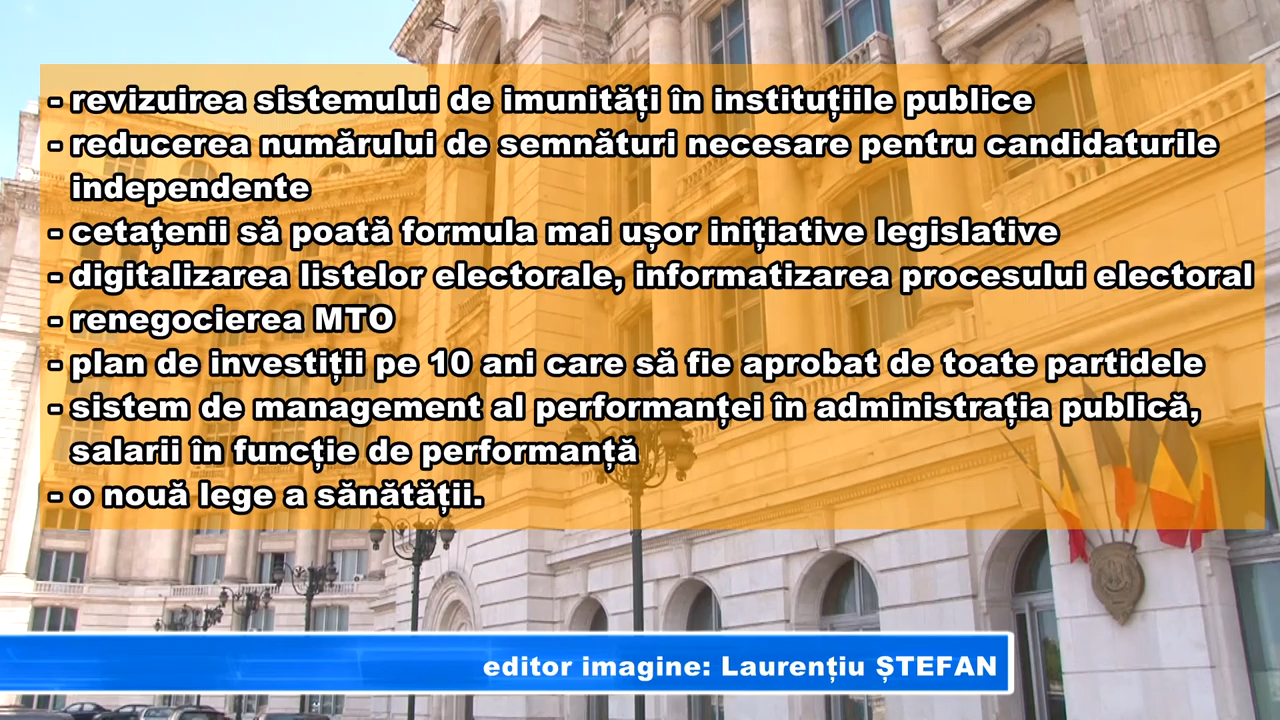 - revizuirea sistemului de imunități în instituțiile publice
- reducerea numărului de semnături necesare pentru candidaturile
independente
- cetațenii să poată formula mai ușor inițiative legislative
- digitalizarea listelor electorale, informatizarea procesului electoral
- renegocierea MTO
- plan de investiții pe 10 ani care să fie aprobat de toate partidele
- sistem de management al performanței în administrația publică,
salarii în funcție de performanță
- o nouă lege a sănătății.
editor imagine: Laurențiu ȘTEFAN